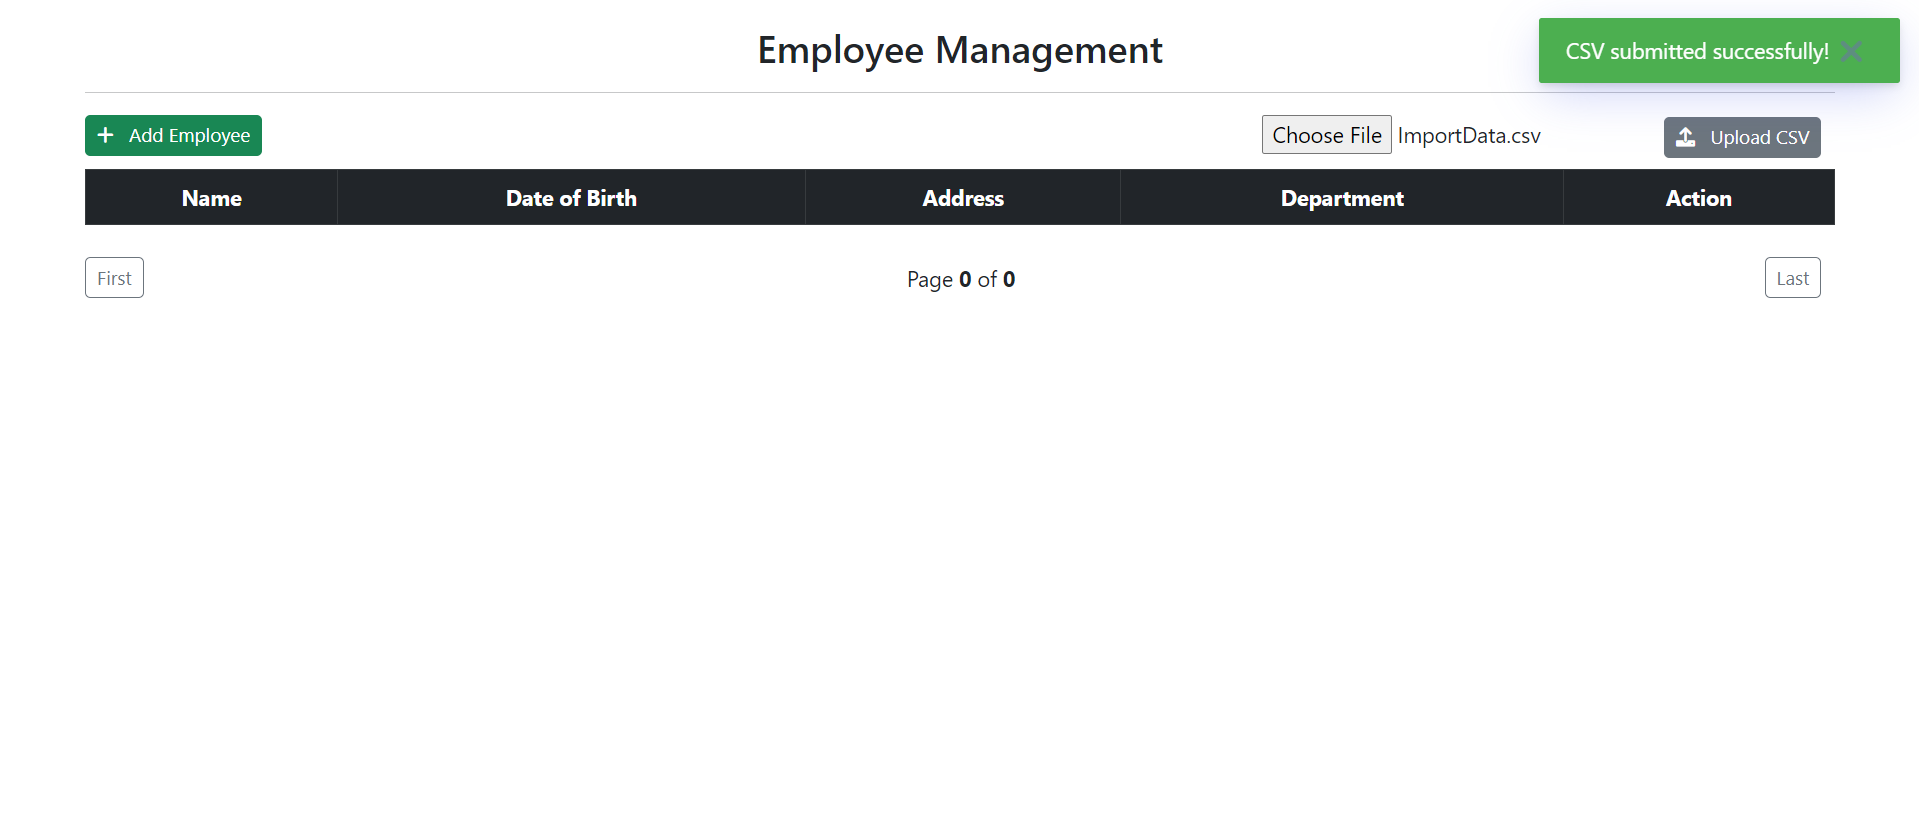 Employee Management
CSV submitted successfully!
Add Employee
Choose File ImportData.csv
Upload CSV
Name Date of Birth Address Department Action
First
Page 0 of 0
Last